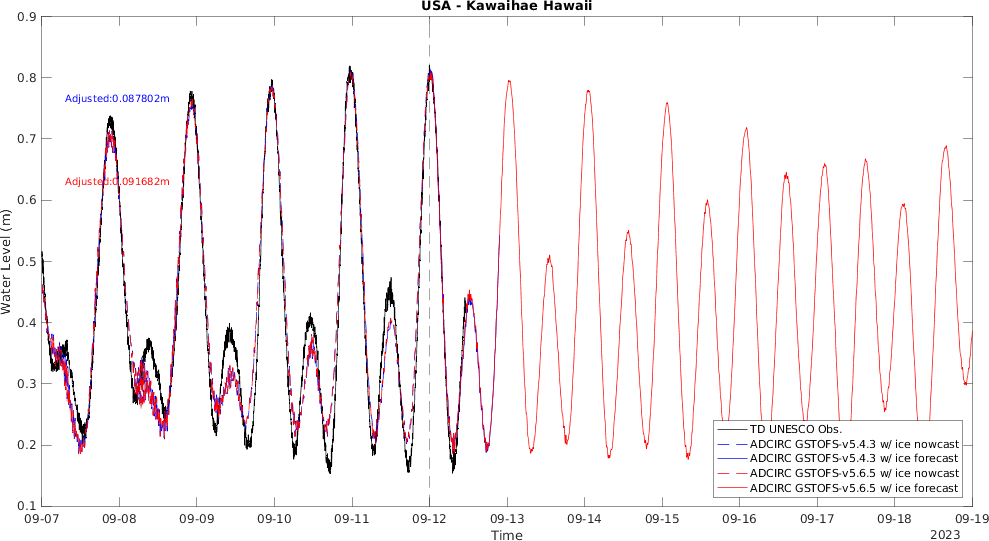 USA - Kawaihae Hawaii
0.9
0.8
0.7
0.6
0.5
0.4
0.3
0.2
0.1
Water Level (m)
Adjusted:0.087802m
Adjusted:0.091682m
TD UNESCO Obs.
ADCIRC GSTOFS-v5.4.3 w/ ice nowcast
ADCIRC GSTOFS-v5.4.3 w/ ice forecast
ADCIRC GSTOFS-v5.6.5 w/ ice nowcast
ADCIRC GSTOFS-v5.6.5 w/ ice forecast
09-07 09-08 09-09 09-10 09-11 09-12 09-13 09-14 09-15 09-16 09-17 09-18 09-19
Time
2023